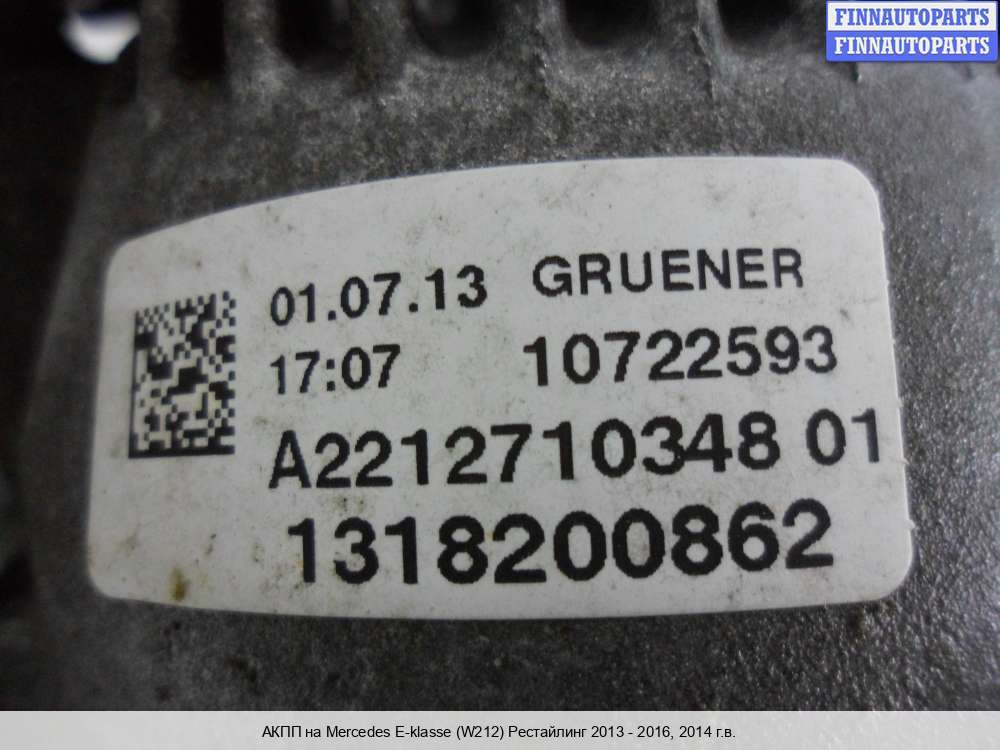 FINNAUTOPARTS
FINNAUTOPARTS
01.07.13 GRUENER
17:07 10722593
A2212710348 01
1318200862
АКПП на Mercedes E-klasse (W212) Рестайлинг 2013 - 2016, 2014 г.в.